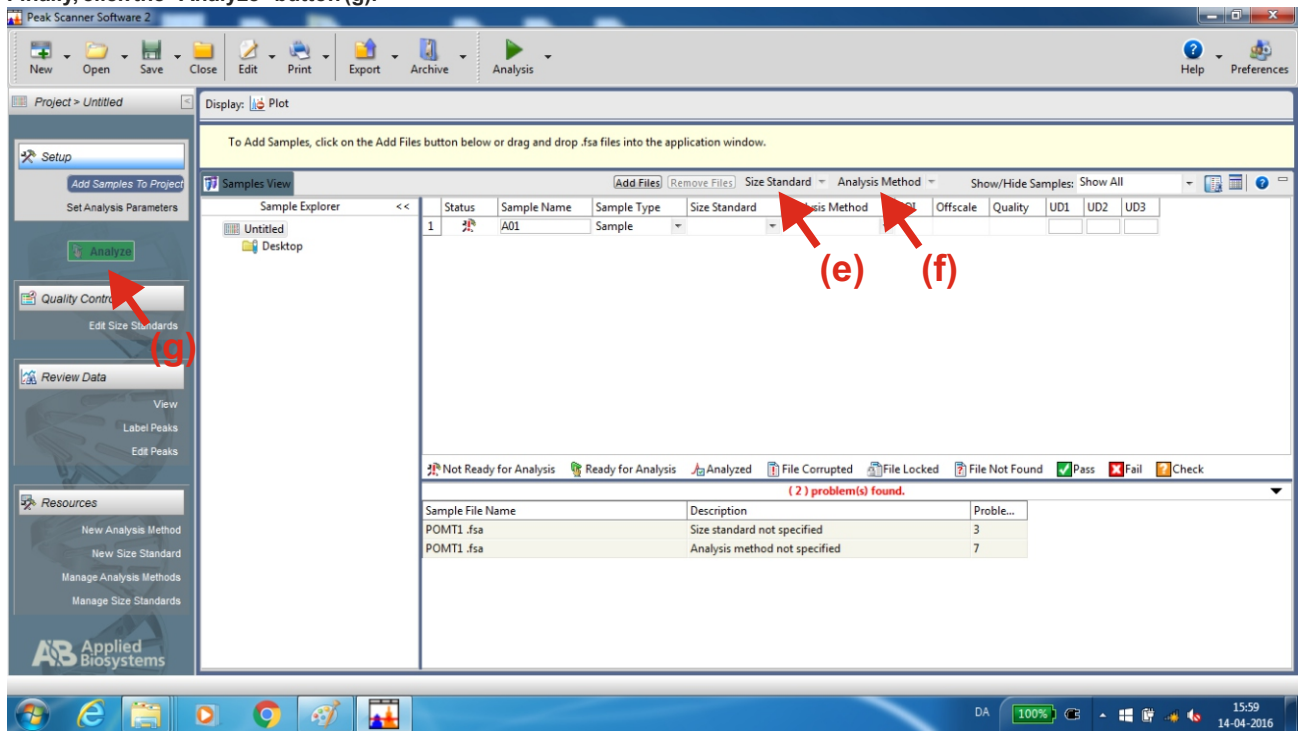 Finally, click the "Analyze" button (g).
Peak Scanner Software 2
New Open Save Close Edit Print Export Archive Analysis Help Preferences
Project > Untitled
Display: Plot
To Add Samples, click on the Add Files button below or drag and drop .fsa files into the application window.
Setup
Add Samples To Project
Set Analysis Parameters
Analyze
Quality Contro
Edit Size Standards
(g)
Review Data
View
Label Peaks
Edit Peaks
Resources
New Analysis Method
New Size Standard
Manage Analysis Methods
Manage Size Standards
AB Applied
Biosystems
Samples View
Add Files Remove Files Size Standard Analysis Method Show/Hide Samples: Show All
Sample Explorer <<
Untitled
Desktop
Status Sample Name Sample Type Size Standard Method Offscale Quality UD1 UD2 UD3
1 A01 Sample
(e) (f)
Not Ready for Analysis Ready for Analysis Analyzed File Corrupted File Locked File Not Found Pass Fail Check
( 2 ) problem(s) found.
Sample File Name Description Proble...
POMT1 .fsa Size standard not specified 3
POMT1 .fsa Analysis method not specified 7
DA 100% 15:59
14-04-2016